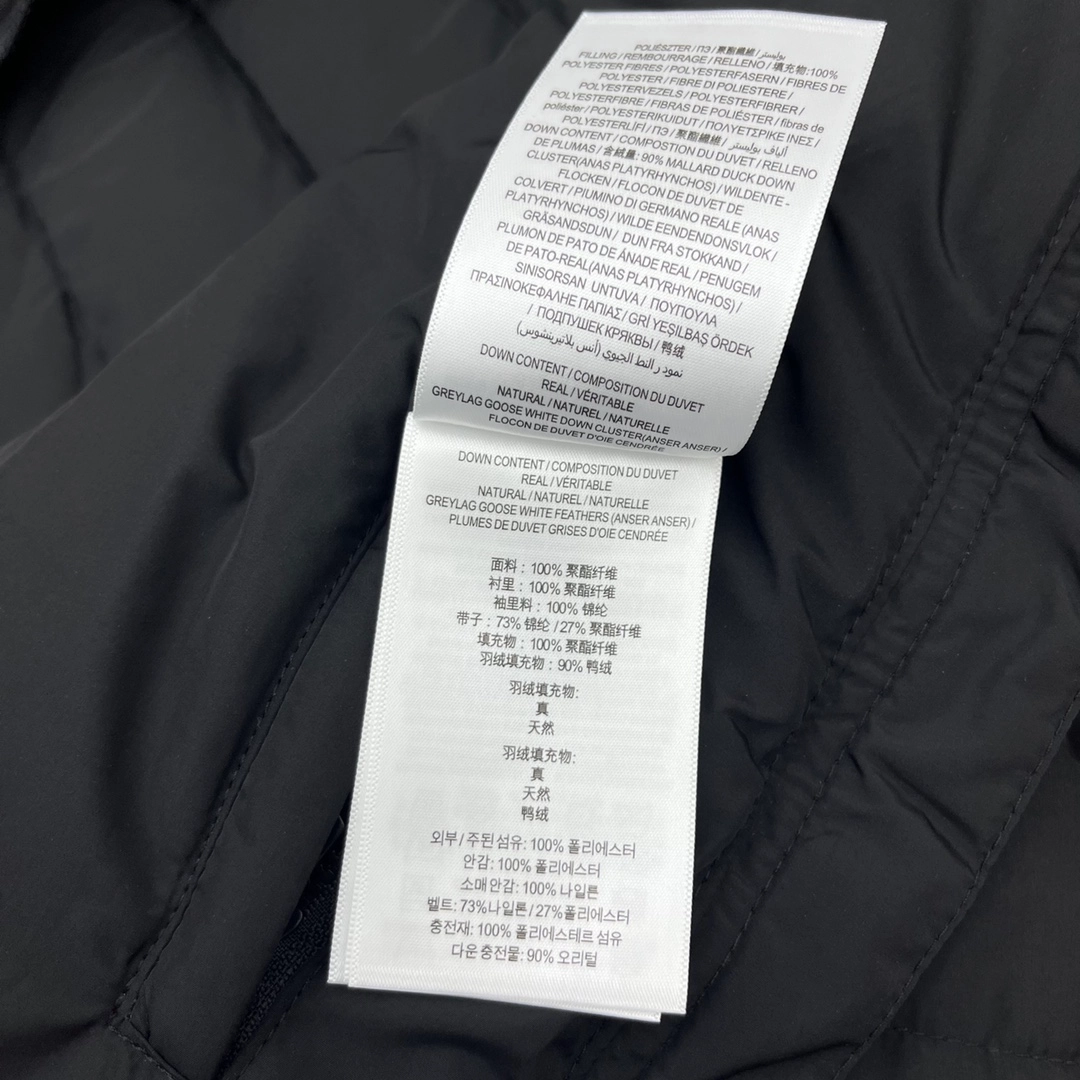 POLIÉSZTER / ПЭ / 聚酯纖維 / بوليستر
FILLING / REMBOURRAGE / RELLENO / 填充物:100%
POLYESTER FIBRES / POLYESTERFASERN / FIBRES DE
POLYESTER / FIBRE DI POLIESTERE /
POLYESTERVEZELS / POLYESTERFIBRER /
POLYESTERFIBRE / FIBRAS DE POLIÉSTER / fibras de
poliéster / POLYESTERIKUIDUT / ΠΟΛΥΕΤΣΡΙΚΕ ΙΝΕΣ /
POLYESTERLİFİ / ПЭ / 聚酯纖維 / ألياف بوليستر
DOWN CONTENT / COMPOSTION DU DUVET / RELLENO
DE PLUMAS / 含絨量: 90% MALLARD DUCK DOWN
CLUSTER(ANAS PLATYRHYNCHOS) / WILDENTE -
FLOCKEN / FLOCON DE DUVET DE
COLVERT / PIUMINO DI GERMANO REALE (ANAS
PLATYRHYNCHOS) / WILDE EENDENDONSVLOK /
GRÄSANDSDUN / DUN FRA STOKKAND /
PLUMON DE PATO DE ÁNADE REAL / PENUGEM
DE PATO-REAL(ANAS PLATYRHYNCHOS) /
SINISORSAN UNTUVA / ΠΟΥΠΟΥΛΑ
ΠΡΑΣΙΝΟΚΕΦΑΛΗΕ ΠΑΠΙΑΣ / GRİ YEŞILBAŞ ÖRDEK
/ ПОДПУШЕК КРЯКВЫ / 鸭绒
نمود ر النط الجيوي (أنس بلاتيرينشوس)
DOWN CONTENT / COMPOSITION DU DUVET
REAL / VÉRITABLE
NATURAL / NATUREL / NATURELLE
GREYLAG GOOSE WHITE DOWN CLUSTER(ANSER ANSER) /
FLOCON DE DUVET D'OIE CENDRÉE
DOWN CONTENT / COMPOSITION DU DUVET
REAL / VÉRITABLE
NATURAL / NATUREL / NATURELLE
GREYLAG GOOSE WHITE FEATHERS (ANSER ANSER) /
PLUMES DE DUVET GRISES D'OIE CENDRÉE
面料 : 100% 聚酯纤维
衬里 : 100% 聚酯纤维
袖里料 : 100% 锦纶
带子 : 73% 锦纶 / 27% 聚酯纤维
填充物 : 100% 聚酯纤维
羽绒填充物 : 90% 鸭绒
羽绒填充物:
真
天然
羽绒填充物:
真
天然
鸭绒
외부 / 주된 섬유: 100% 폴리에스터
안감: 100% 폴리에스터
소매 안감: 100% 나일론
벨트: 73%나일론 / 27%폴리에스터
충전재: 100% 폴리에스테르 섬유
다운 충전물: 90% 오리털